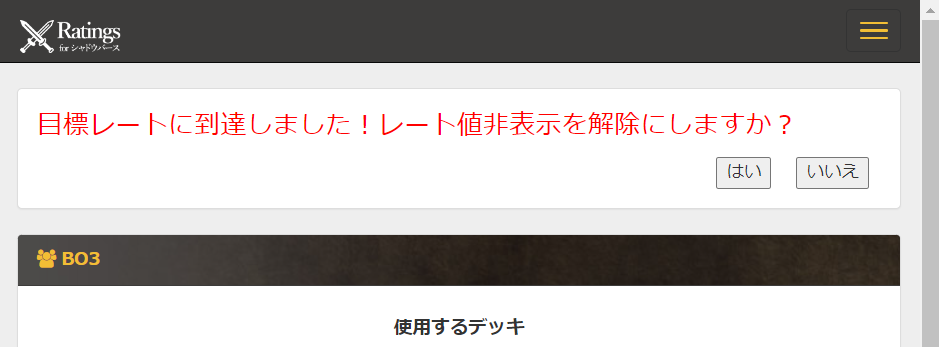 Ratings
for シャドウバース
目標レートに到達しました！レート値非表示を解除にしますか？
はい
いいえ
BO3
使用するデッキ